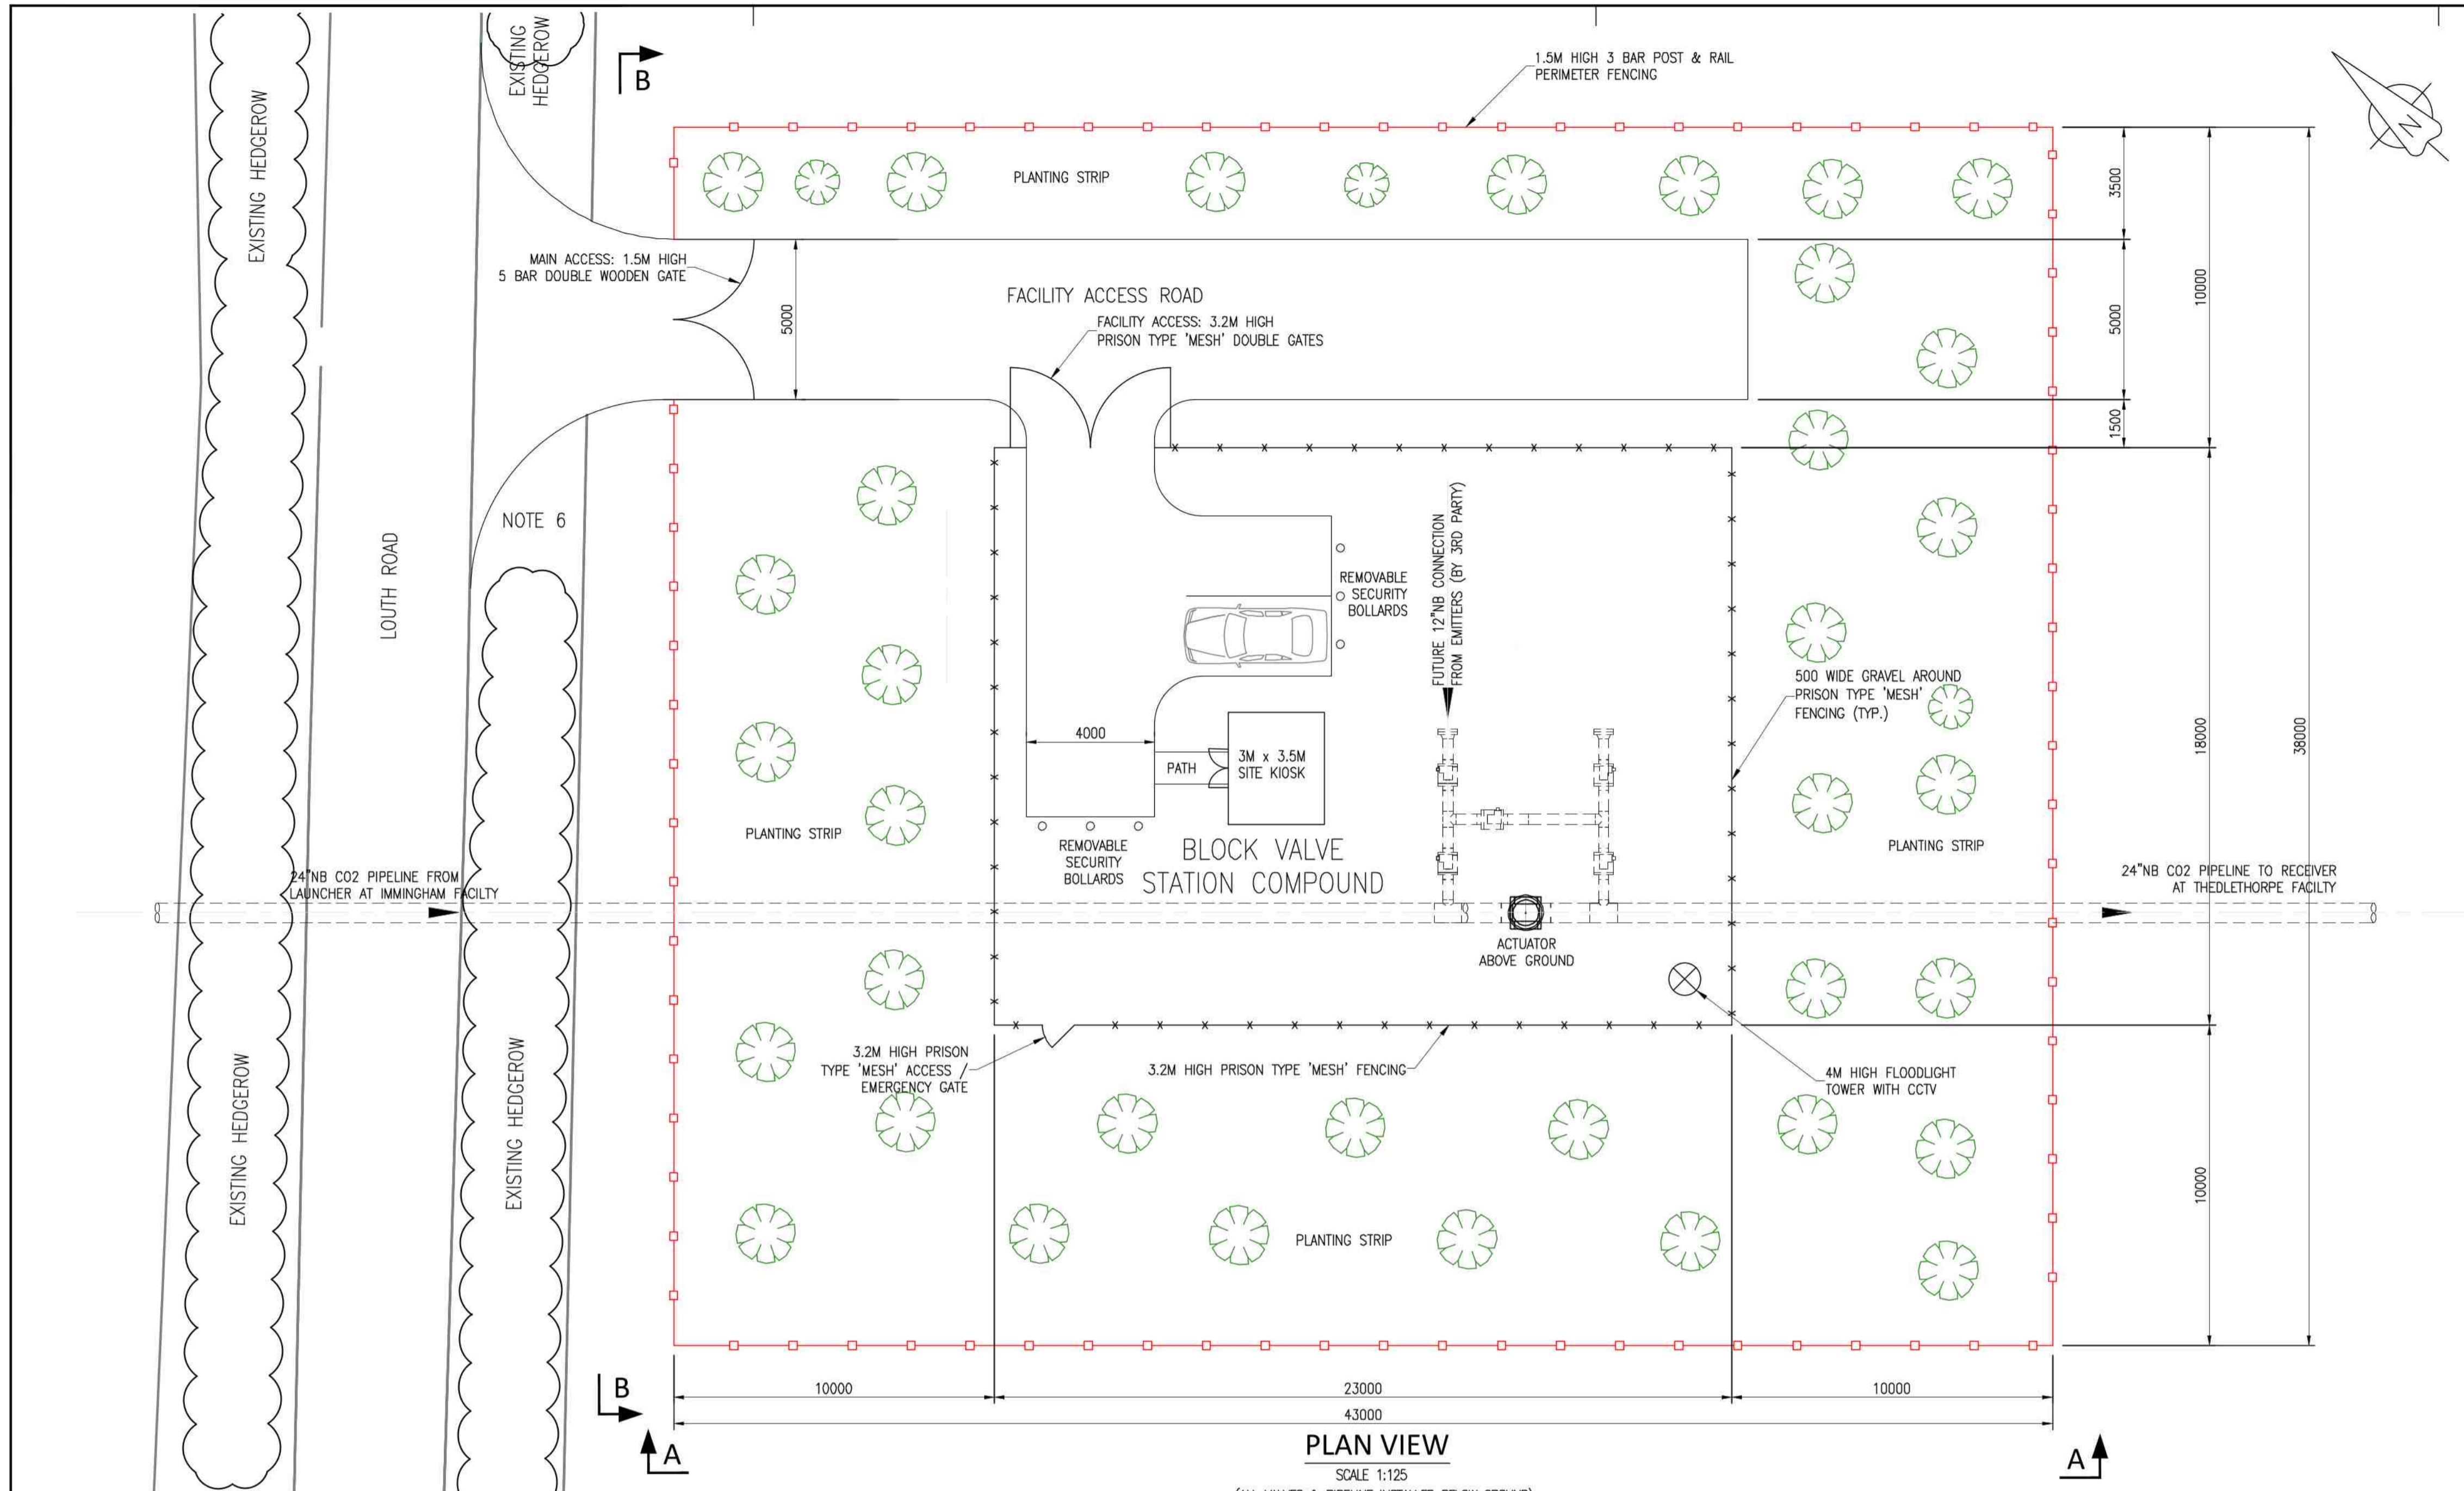 EXISTING
HEDGEROW
B
1.5M HIGH 3 BAR POST & RAIL
PERIMETER FENCING
N
EXISTING HEDGEROW
PLANTING STRIP
3500
MAIN ACCESS: 1.5M HIGH
5 BAR DOUBLE WOODEN GATE
5000
FACILITY ACCESS ROAD
FACILITY ACCESS: 3.2M HIGH
PRISON TYPE 'MESH' DOUBLE GATES
5000
10000
1500
NOTE 6
LOUTH ROAD
FUTURE 12"NB CONNECTION
FROM EMITTERS (BY 3RD PARTY)
REMOVABLE
SECURITY
BOLLARDS
500 WIDE GRAVEL AROUND
PRISON TYPE 'MESH'
FENCING (TYP.)
4000
PATH
3M x 3.5M
SITE KIOSK
18000
38000
PLANTING STRIP
REMOVABLE
SECURITY
BOLLARDS
BLOCK VALVE
STATION COMPOUND
PLANTING STRIP
24"NB CO2 PIPELINE FROM
LAUNCHER AT IMMINGHAM FACILTY
24"NB CO2 PIPELINE TO RECEIVER
AT THEDLETHORPE FACILTY
ACTUATOR
ABOVE GROUND
EXISTING HEDGEROW
EXISTING HEDGEROW
3.2M HIGH PRISON
TYPE 'MESH' ACCESS /
EMERGENCY GATE
3.2M HIGH PRISON TYPE 'MESH' FENCING
4M HIGH FLOODLIGHT
TOWER WITH CCTV
10000
PLANTING STRIP
B
10000
23000
10000
43000
A
PLAN VIEW
A
SCALE 1:125